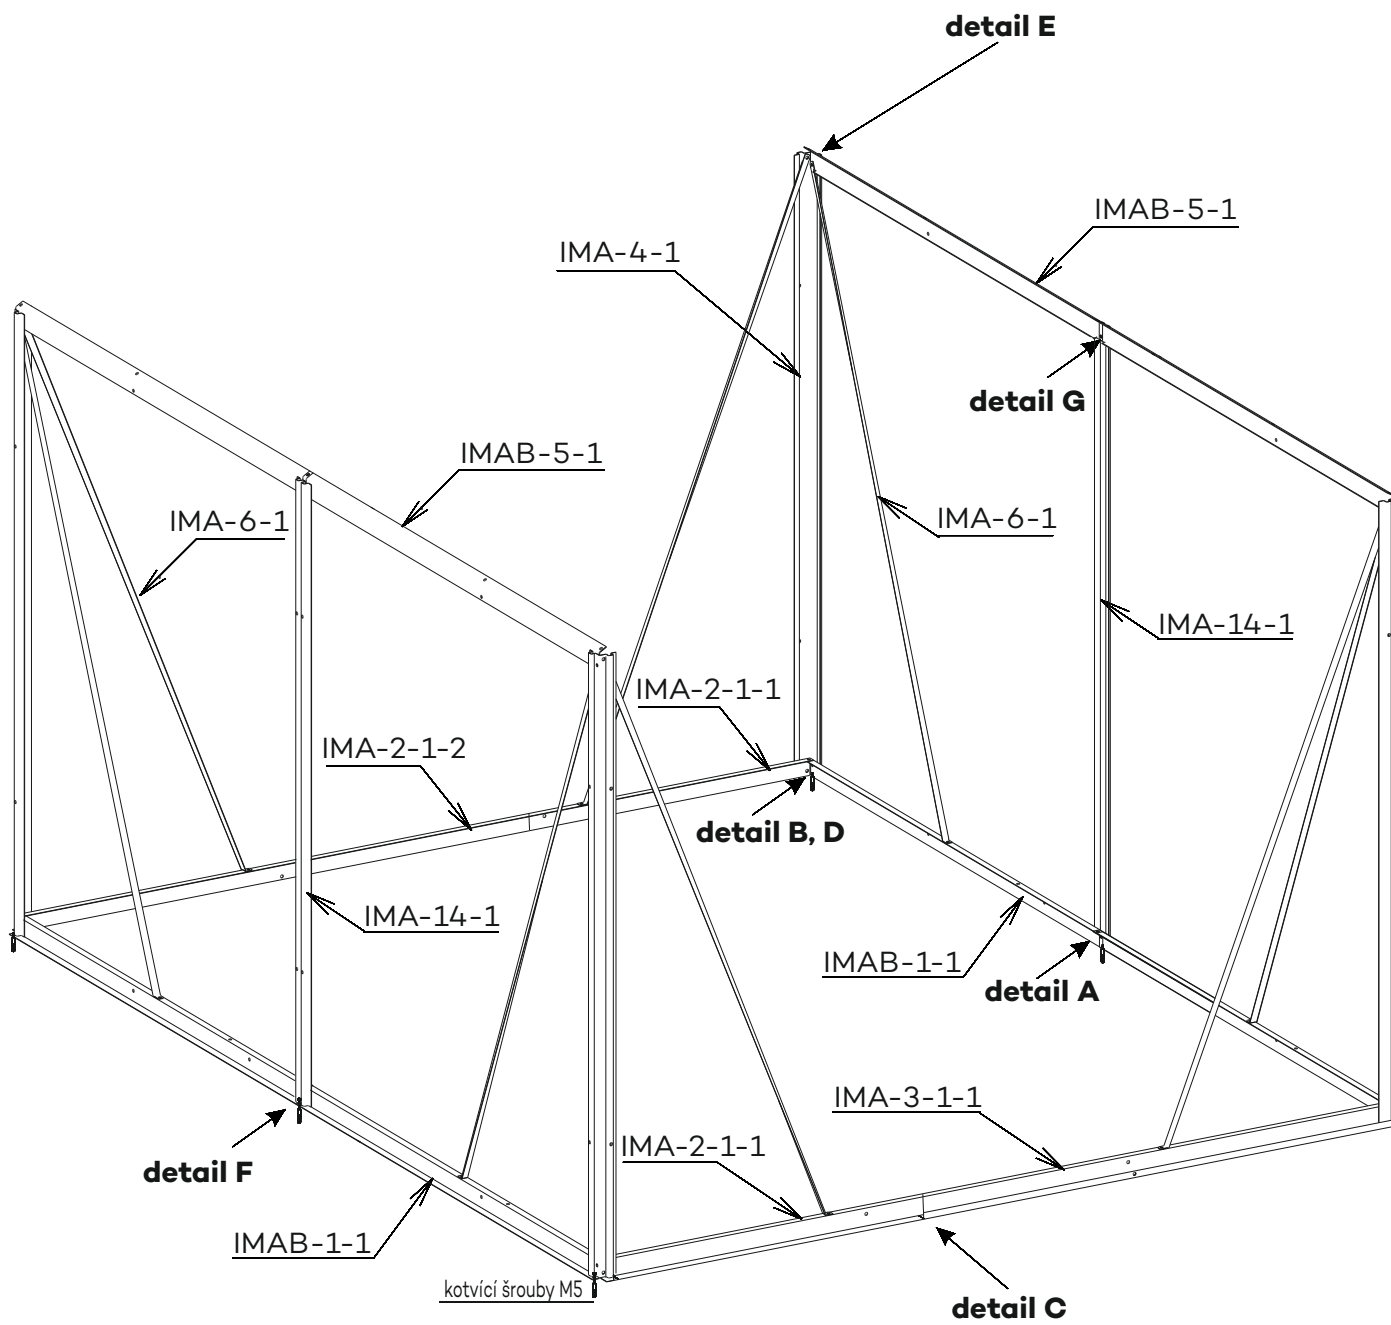 detail E
IMAB-5-1
IMA-4-1
detail G
IMAB-5-1
IMA-6-1
IMA-6-1
IMA-14-1
IMA-2-1-1
IMA-2-1-2
detail B, D
IMA-14-1
IMAB-1-1
detail A
IMA-3-1-1
IMA-2-1-1
detail F
IMAB-1-1
kotvící šrouby M5
detail C